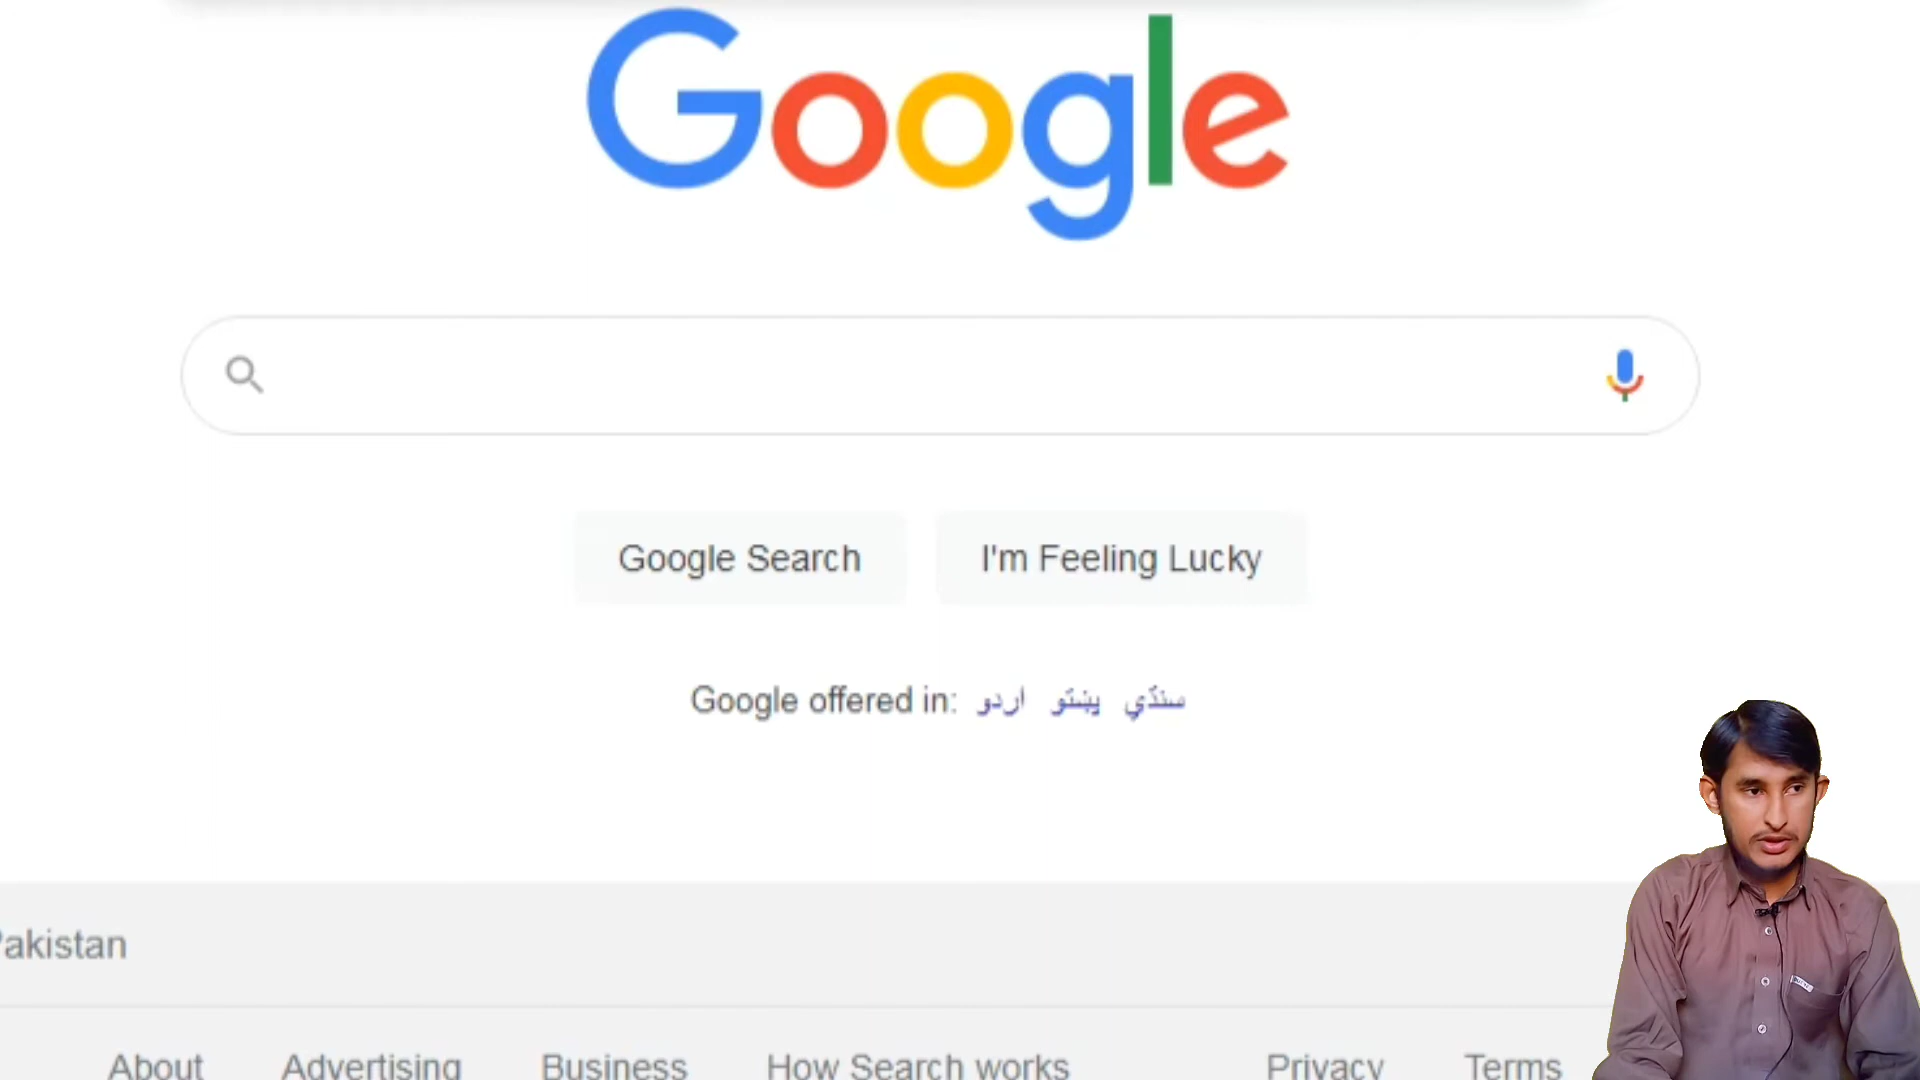 Google
Google Search
I'm Feeling Lucky
Google offered in: اردو پښتو سنڌي
Pakistan
About Advertising Business How Search works Privacy Terms